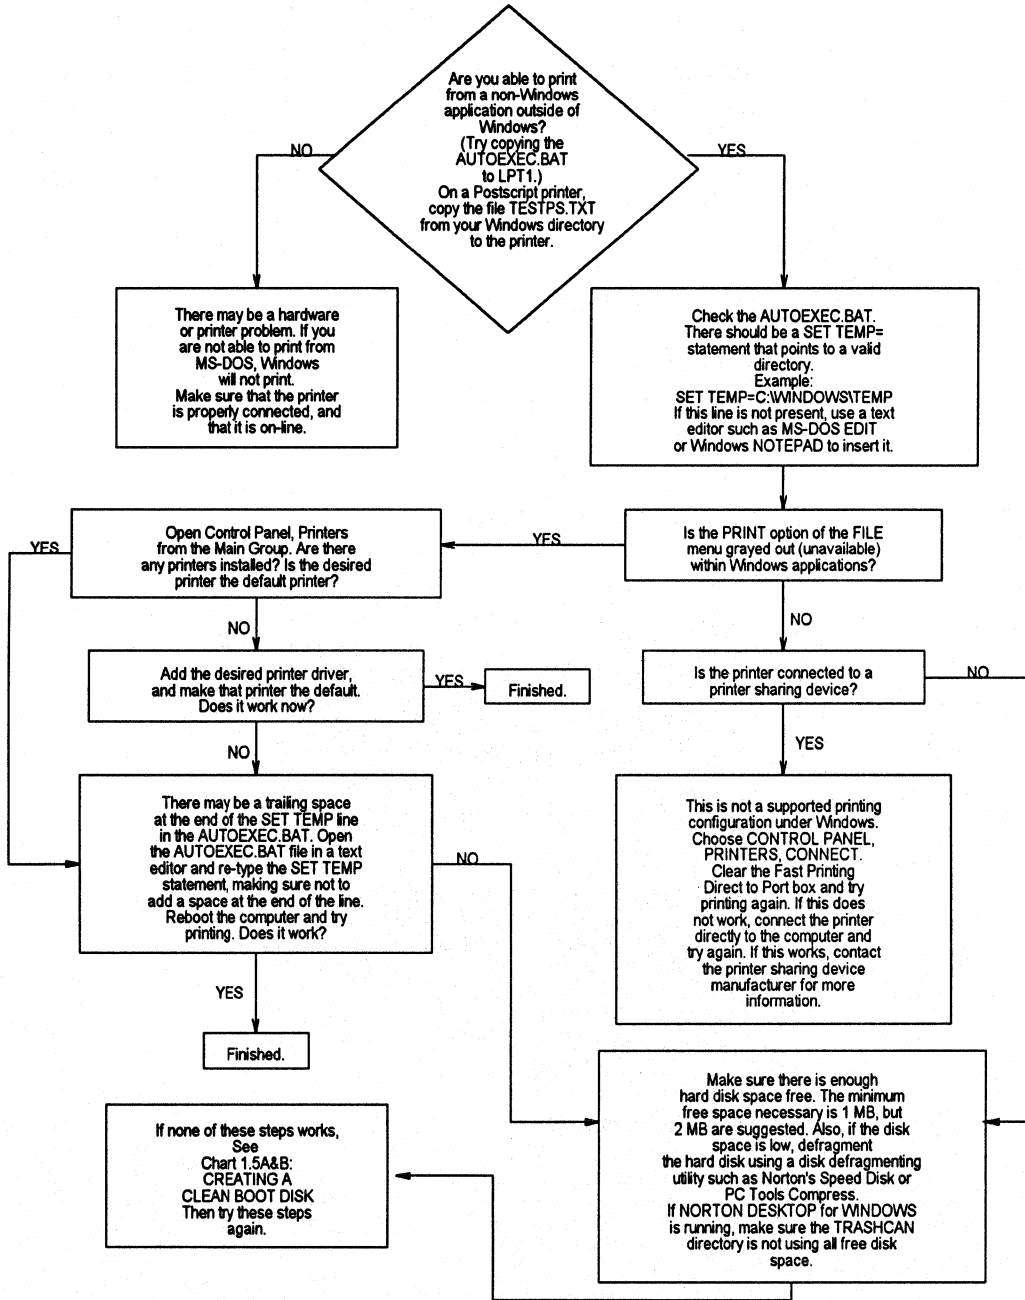 Are you able to print
from a non-Windows
application outside of
Windows?
(Try copying the
AUTOEXEC.BAT
to LPT1.)
On a Postscript printer,
copy the file TESTPS.TXT
from your Windows directory
to the printer.
NO
YES
There may be a hardware
or printer problem. If you
are not able to print from
MS-DOS, Windows
will not print.
Make sure that the printer
is properly connected, and
that it is on-line.
Check the AUTOEXEC.BAT.
There should be a SET TEMP=
statement that points to a valid
directory.
Example:
SET TEMP=C:\WINDOWS\TEMP
If this line is not present, use a text
editor such as MS-DOS EDIT
or Windows NOTEPAD to insert it.
Is the PRINT option of the FILE
menu grayed out (unavailable)
within Windows applications?
YES
Open Control Panel, Printers
from the Main Group. Are there
any printers installed? Is the desired
printer the default printer?
YES
NO
NO
Add the desired printer driver,
and make that printer the default.
Does it work now?
YES
Finished.
Is the printer connected to a
printer sharing device?
NO
NO
YES
There may be a trailing space
at the end of the SET TEMP line
in the AUTOEXEC.BAT. Open
the AUTOEXEC.BAT file in a text
editor and re-type the SET TEMP
statement, making sure not to
add a space at the end of the line.
Reboot the computer and try
printing. Does it work?
NO
This is not a supported printing
configuration under Windows.
Choose CONTROL PANEL,
PRINTERS, CONNECT.
Clear the Fast Printing
Direct to Port box and try
printing again. If this does
not work, connect the printer
directly to the computer and
try again. If this works, contact
the printer sharing device
manufacturer for more
information.
YES
Finished.
Make sure there is enough
hard disk space free. The minimum
free space necessary is 1 MB, but
2 MB are suggested. Also, if the disk
space is low, defragment
the hard disk using a disk defragmenting
utility such as Norton's Speed Disk or
PC Tools Compress.
If NORTON DESKTOP for WINDOWS
is running, make sure the TRASHCAN
directory is not using all free disk
space.
If none of these steps works,
See
Chart 1.5A&B:
CREATING A
CLEAN BOOT DISK
Then try these steps
again.